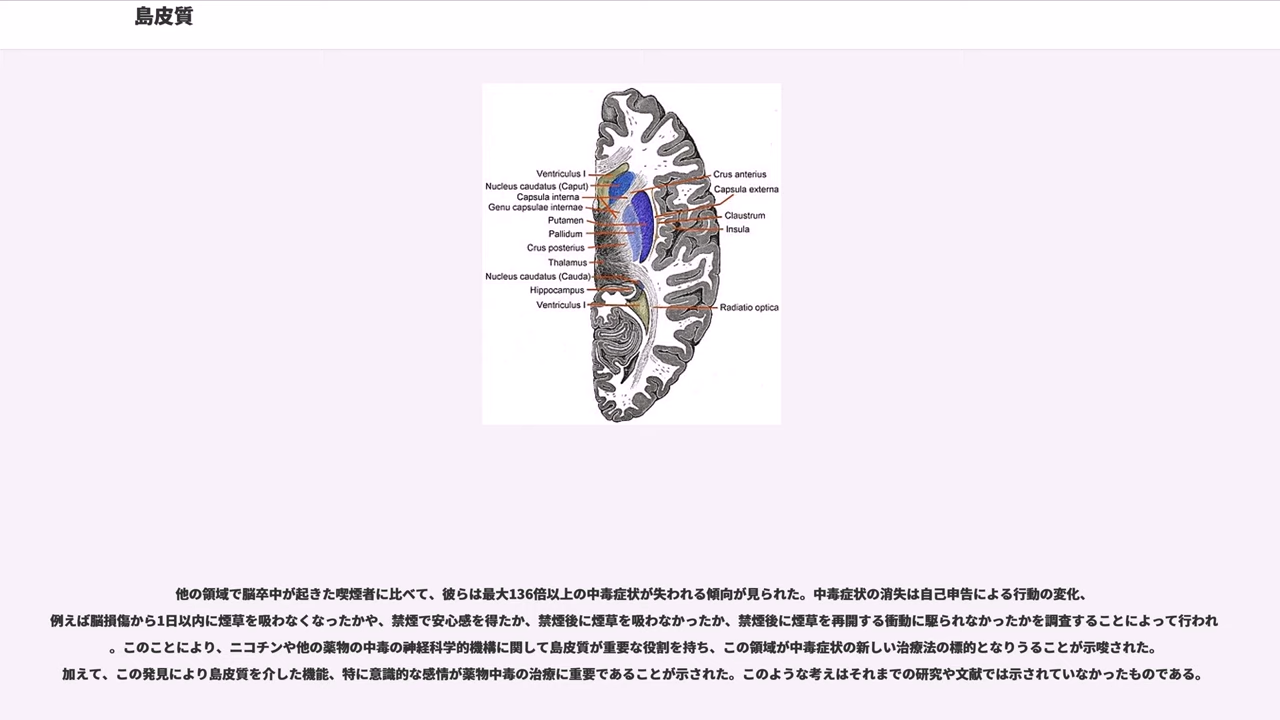 島皮質
Ventriculus I
Nucleus caudatus (Caput)
Capsula interna
Genu capsulae internae
Putamen
Pallidum
Crus posterius
Thalamus
Nucleus caudatus (Cauda)
Hippocampus
Ventriculus I
Crus anterius
Capsula externa
Claustrum
Insula
Radiatio optica
他の領域で脳卒中が起きた喫煙者に比べて、彼らは最大136倍以上の中毒症状が失われる傾向が見られた。中毒症状の消失は自己申告による行動の変化、
例えば脳損傷から1日以内に煙草を吸わなくなったかや、禁煙で安心感を得たか、禁煙後に煙草を吸わなかったか、禁煙後に煙草を再開する衝動に駆られなかったかを調査することによって行われ
。このことにより、ニコチンや他の薬物の中毒の神経科学的機構に関して島皮質が重要な役割を持ち、この領域が中毒症状の新しい治療法の標的となりうることが示唆された。
加えて、この発見により島皮質を介した機能、特に意識的な感情が薬物中毒の治療に重要であることが示された。このような考えはそれまでの研究や文献では示されていなかったものである。